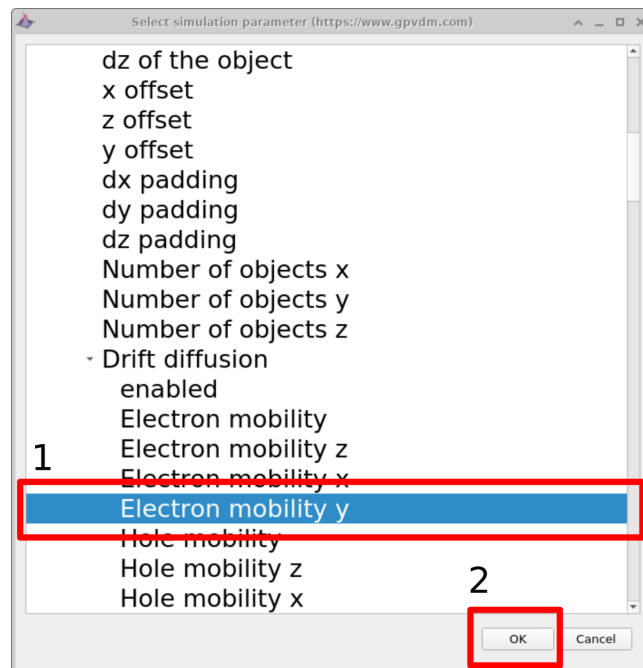 Select simulation parameter (https://www.gpvdm.com)
dz of the object
x offset
z offset
y offset
dx padding
dy padding
dz padding
Number of objects x
Number of objects y
Number of objects z
Drift diffusion
enabled
Electron mobility
Electron mobility z
1
Electron mobility x
Electron mobility y
Hole mobility
Hole mobility z
Hole mobility x
2
OK
Cancel